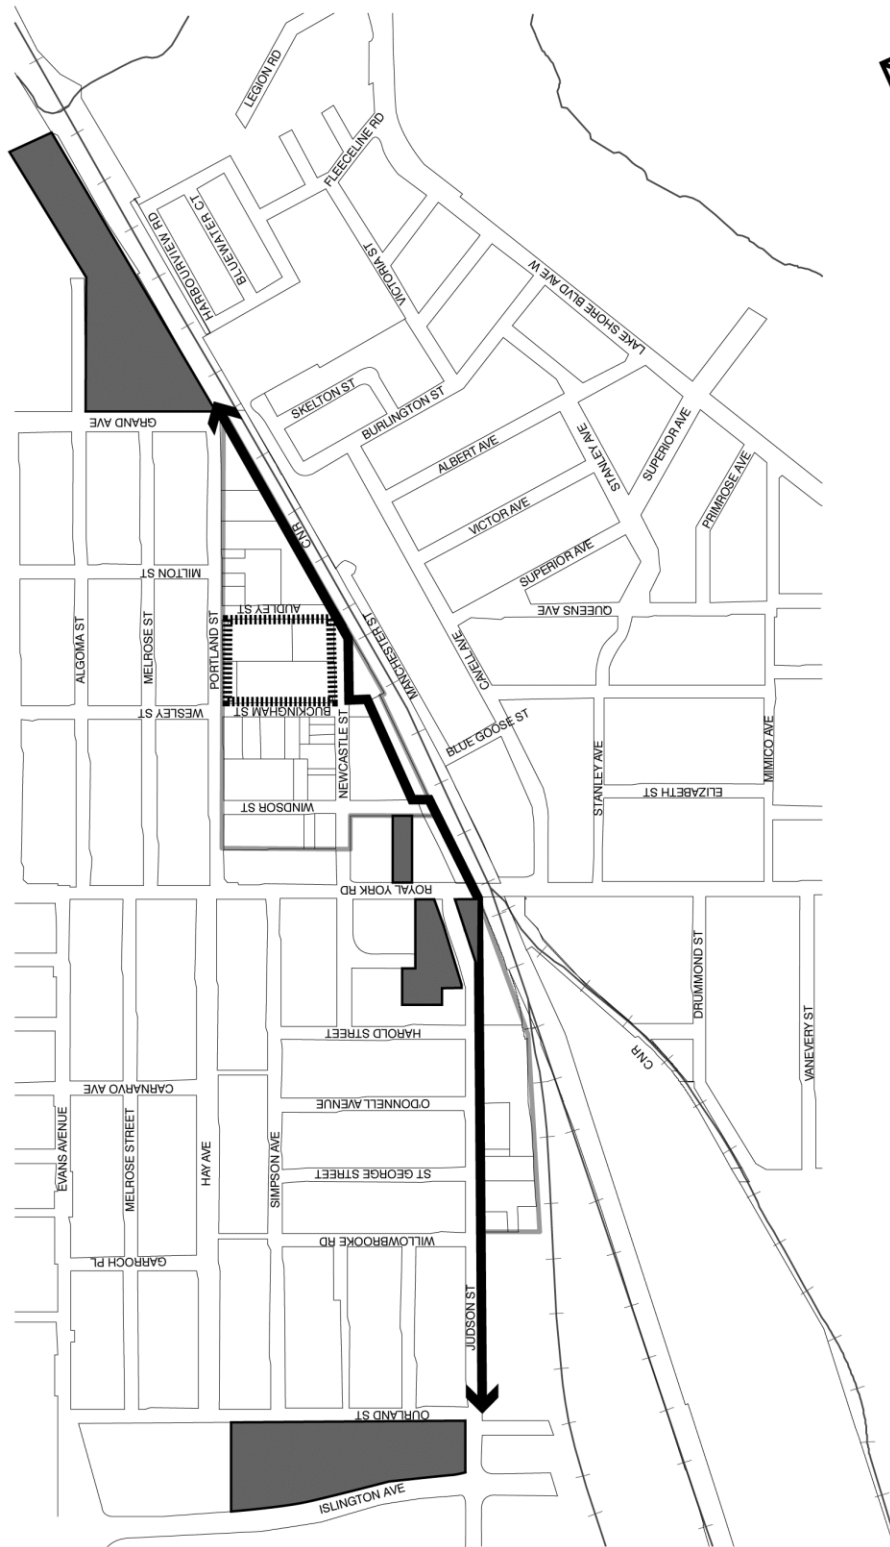 LEGION RD
FLEECELINE RD
HARBOURVIEW RD
BLUEWATER CT
VICTORIA ST
LAKE SHORE BLVD AVE W
SKELTON ST
BURLINGTON ST
GRAND AVE
ALBERT AVE
STANLEY AVE
SUPERIOR AVE
PRIMROSE AVE
VICTOR AVE
CNR
MILTON ST
SUPERIOR AVE
AUDLEY ST
QUEENS AVE
ALGOMA ST
MELROSE ST
PORTLAND ST
MANCHESTER ST
CAVELL AVE
WESLEY ST
BUCKINGHAM ST
NEWCASTLE ST
BLUE GOOSE ST
STANLEY AVE
MIMICO AVE
ELIZABETH ST
WINDSOR ST
ROYAL YORK RD
DRUMMOND ST
VANEVERY ST
HAROLD STREET
CNR
CARNARVO AVE
O'DONNELL AVENUE
EVANS AVENUE
MELROSE STREET
HAY AVE
SIMPSON AVE
ST GEORGE STREET
WILLOWBROOKE RD
GARROCH PL
JUDSON ST
OURLAND ST
ISLINGTON AVE